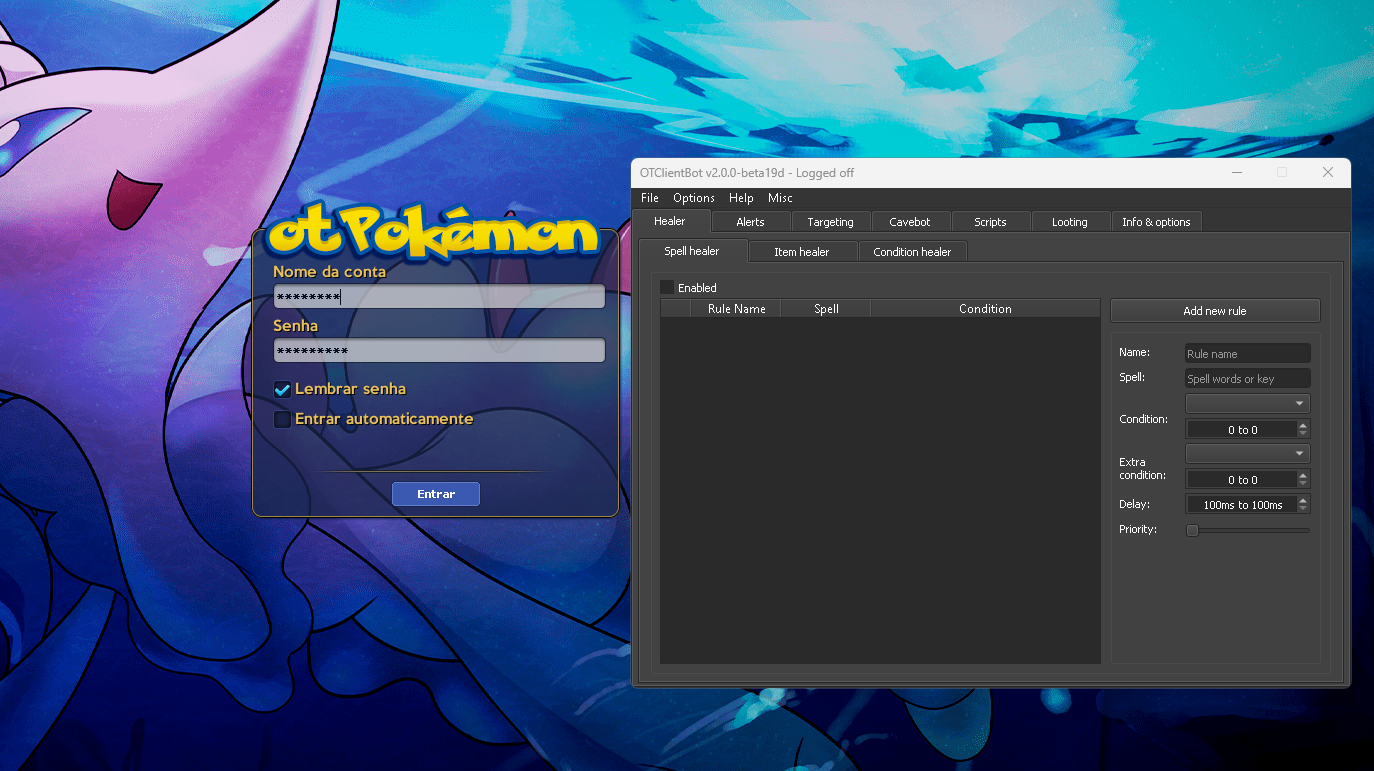 otPokémon
Nome da conta
********
Senha
*********
Lembrar senha
Entrar automaticamente
Entrar
OTClientBot v2.0.0-beta19d - Logged off
File Options Help Misc
Healer Alerts Targeting Cavebot Scripts Looting Info & options
Spell healer Item healer Condition healer
Enabled
Rule Name Spell Condition
Add new rule
Name: Rule name
Spell: Spell words or key
Condition:
0 to 0
Extra
condition:
0 to 0
Delay: 100ms to 100ms
Priority: